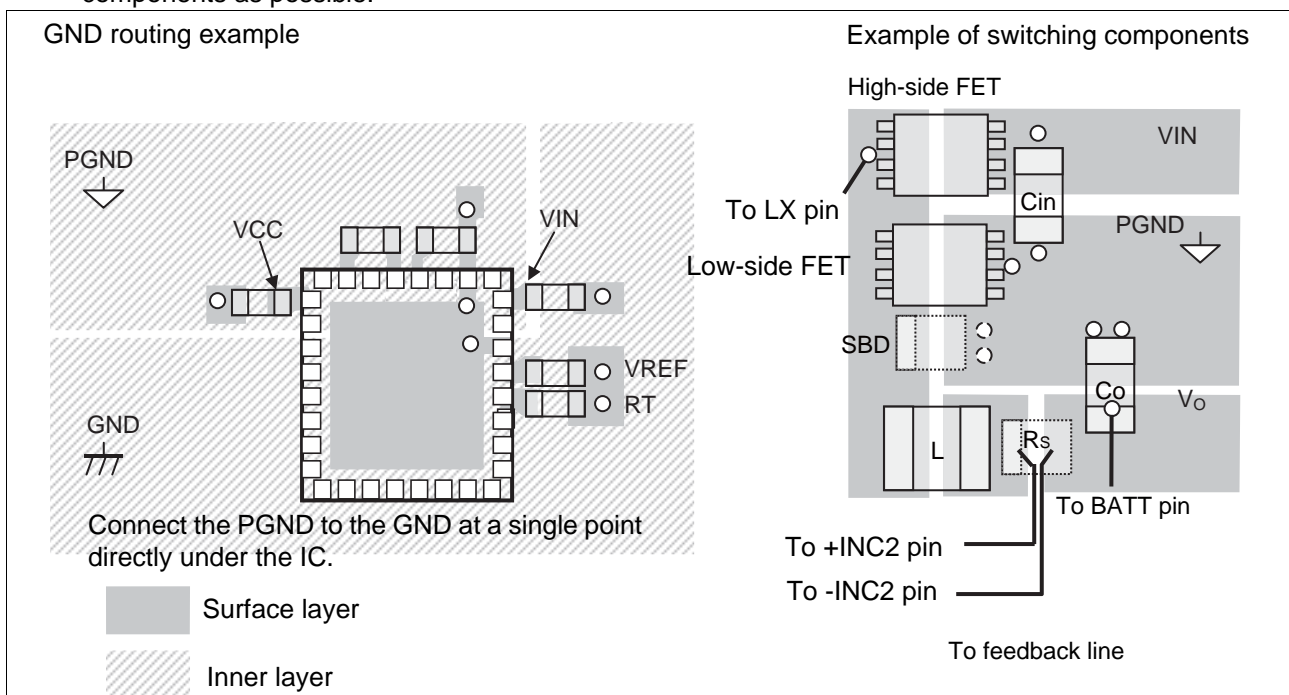 components as possible.
GND routing example
Example of switching components
High-side FET
PGND
VCC
VIN
VREF
RT
GND
Connect the PGND to the GND at a single point
directly under the IC.
Surface layer
Inner layer
VIN
Cin
To LX pin
PGND
Low-side FET
SBD
Co
VO
L
RS
To BATT pin
To +INC2 pin
To -INC2 pin
To feedback line